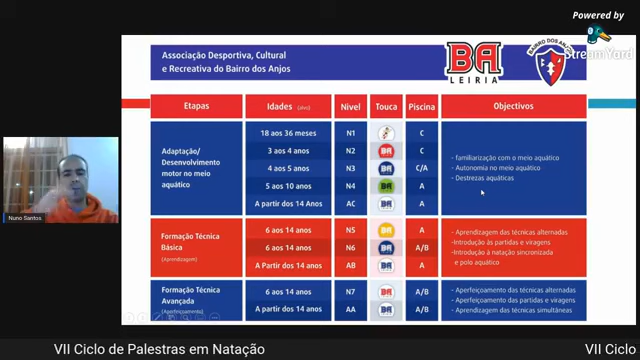 Powered by
StreamYard
Associação Desportiva, Cultural
e Recreativa do Bairro dos Anjos
BA
LEIRIA
BAIRRO DOS ANJOS
Etapas
Idades (alvo)
Nível
Touca
Piscina
Objectivos
Adaptação/
Desenvolvimento
motor no meio
aquático
18 aos 36 meses
N1
C
3 aos 4 anos
N2
C
4 aos 5 anos
N3
C/A
5 aos 10 anos
N4
A
A partir dos 14 Anos
AC
A
- familiarização com o meio aquático
- Autonomia no meio aquático
- Destrezas aquáticas
Formação Técnica
Básica
(Aprendizagem)
6 aos 14 anos
N5
A
6 aos 14 anos
N6
A/B
A Partir dos 14 anos
AB
A
- Aprendizagem das técnicas alternadas
-Introdução às partidas e viragens
-Introdução à natação sincronizada
e polo aquático
Formação Técnica
Avançada
(Aperfeiçoamento)
6 aos 14 anos
N7
A/B
A partir dos 14 anos
AA
A/B
- Aperfeiçoamento das técnicas alternadas
- Aperfeiçoamento das partidas e viragens
- Aprendizagem das técnicas simultâneas
Nuno Santos
VII Ciclo de Palestras em Natação
VII Ciclo